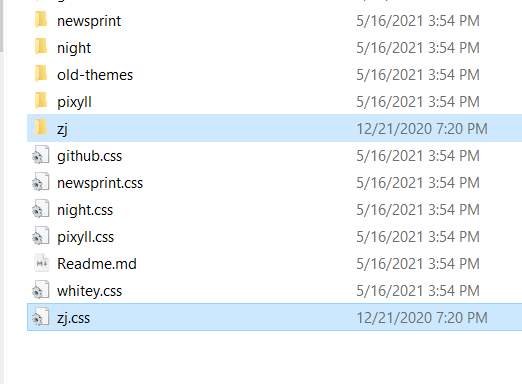 newsprint 5/16/2021 3:54 PM
night 5/16/2021 3:54 PM
old-themes 5/16/2021 3:54 PM
pixyll 5/16/2021 3:54 PM
zj 12/21/2020 7:20 PM
github.css 5/16/2021 3:54 PM
newsprint.css 5/16/2021 3:54 PM
night.css 5/16/2021 3:54 PM
pixyll.css 5/16/2021 3:54 PM
Readme.md 5/16/2021 3:54 PM
whitey.css 5/16/2021 3:54 PM
zj.css 12/21/2020 7:20 PM